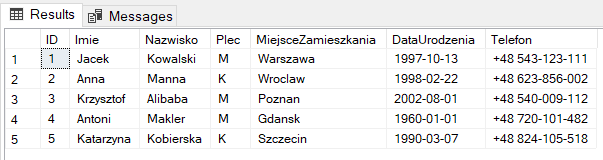 Results Messages
ID Imie Nazwisko Plec MiejsceZamieszkania DataUrodzenia Telefon
1 1 Jacek Kowalski M Warszawa 1997-10-13 +48 543-123-111
2 2 Anna Manna K Wroclaw 1998-02-22 +48 623-856-002
3 3 Krzysztof Alibaba M Poznan 2002-08-01 +48 540-009-112
4 4 Antoni Makler M Gdansk 1960-01-01 +48 720-101-482
5 5 Katarzyna Kobierska K Szczecin 1990-03-07 +48 824-105-518